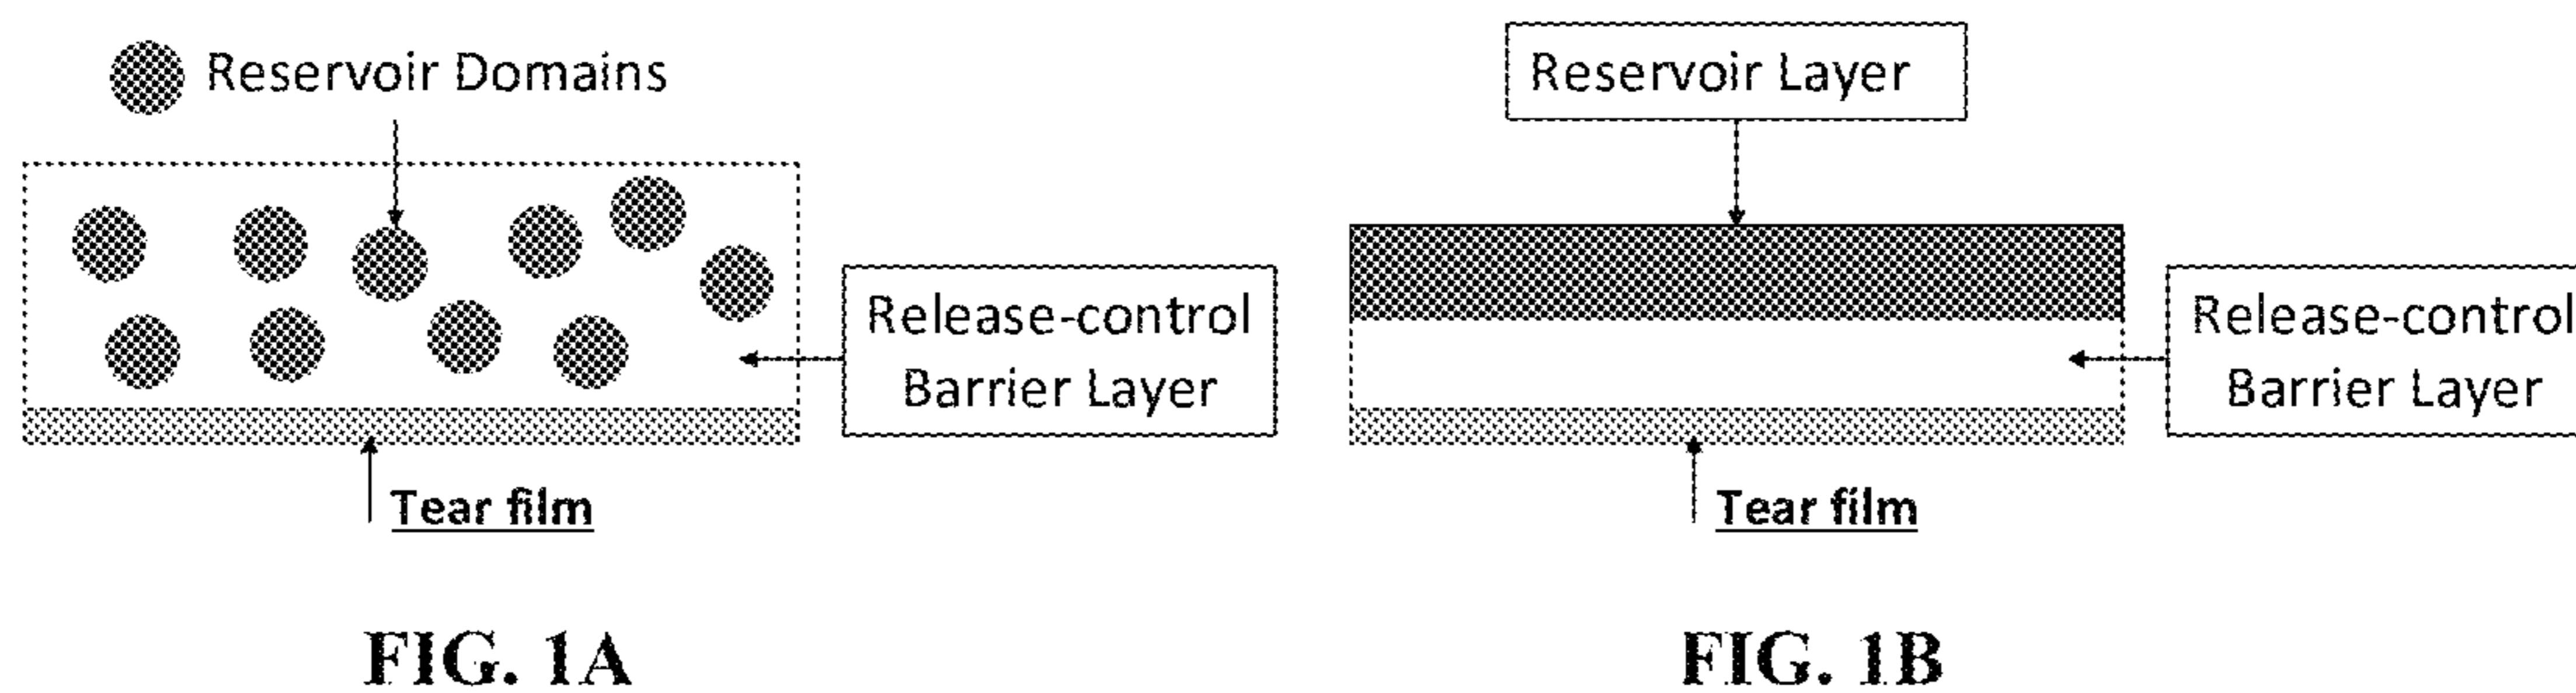 Reservoir Domains
Release-control
Barrier Layer
Tear film
FIG. 1A
Reservoir Layer
Release-control
Barrier Layer
Tear film
FIG. 1B